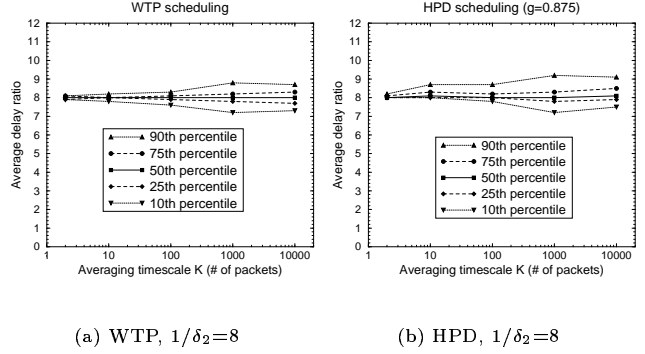 WTP scheduling
12
11
10
9
8
7
6
5
4
3
2
1
0
Average delay ratio
90th percentile
75th percentile
50th percentile
25th percentile
10th percentile
1 10 100 1000 10000
Averaging timescale K (# of packets)
(a) WTP, 1/δ₂=8
HPD scheduling (g=0.875)
12
11
10
9
8
7
6
5
4
3
2
1
0
Average delay ratio
90th percentile
75th percentile
50th percentile
25th percentile
10th percentile
1 10 100 1000 10000
Averaging timescale K (# of packets)
(b) HPD, 1/δ₂=8